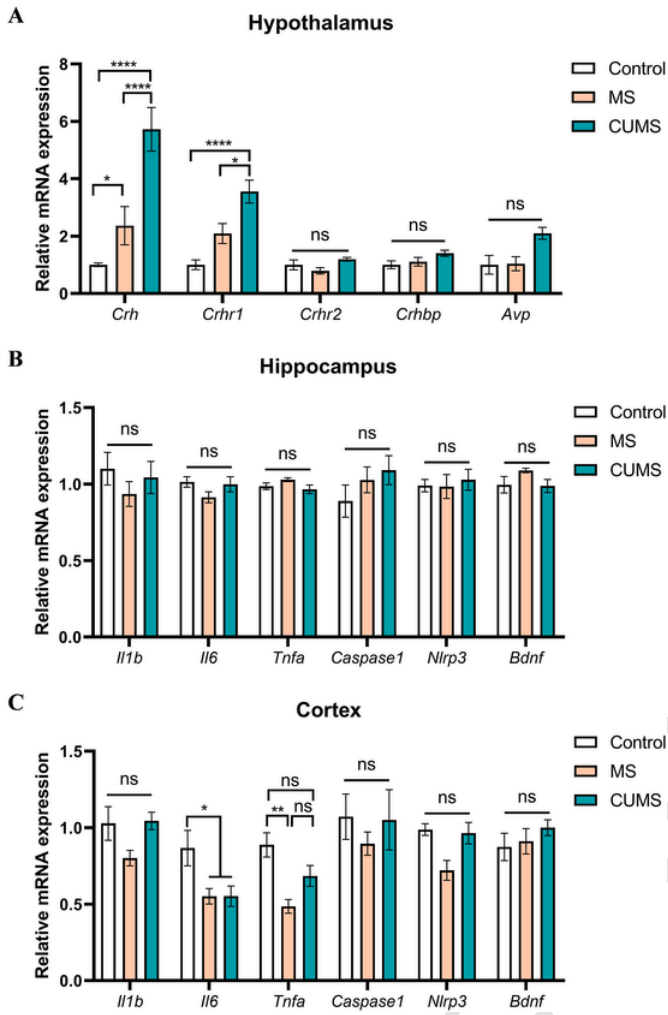 A
Hypothalamus
Relative mRNA expression
8
6
4
2
0
****
****
*
****
*
ns
ns
ns
Crh Crhr1 Crhr2 Crhbp Avp
Control
MS
CUMS
B
Hippocampus
Relative mRNA expression
1.5
1.0
0.5
0.0
ns ns ns ns ns ns
Il1b Il6 Tnfa Caspase1 Nlrp3 Bdnf
Control
MS
CUMS
C
Cortex
Relative mRNA expression
1.5
1.0
0.5
0.0
ns
*
ns
**
ns
ns
ns
ns
Il1b Il6 Tnfa Caspase1 Nlrp3 Bdnf
Control
MS
CUMS